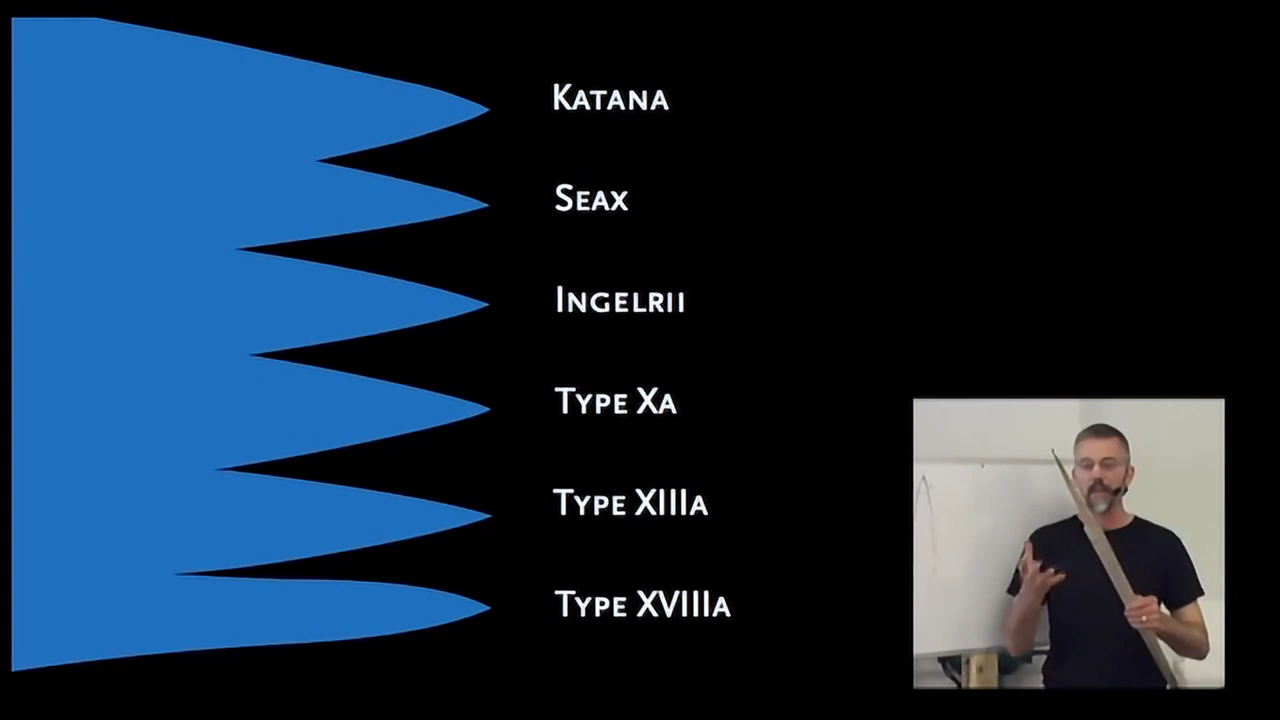 Katana
Seax
Ingelrii
Type Xa
Type XIIIa
Type XVIIIa